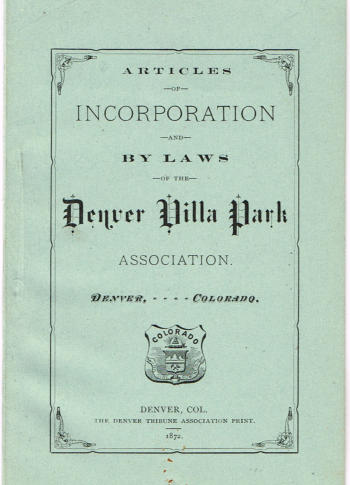 ARTICLES
—OF—
INCORPORATION
—AND—
BY LAWS
—OF THE—
Denver Villa Park
ASSOCIATION.
DENVER, - - - - COLORADO.
COLORADO
DENVER, COL.
THE DENVER TRIBUNE ASSOCIATION PRINT.
1872.